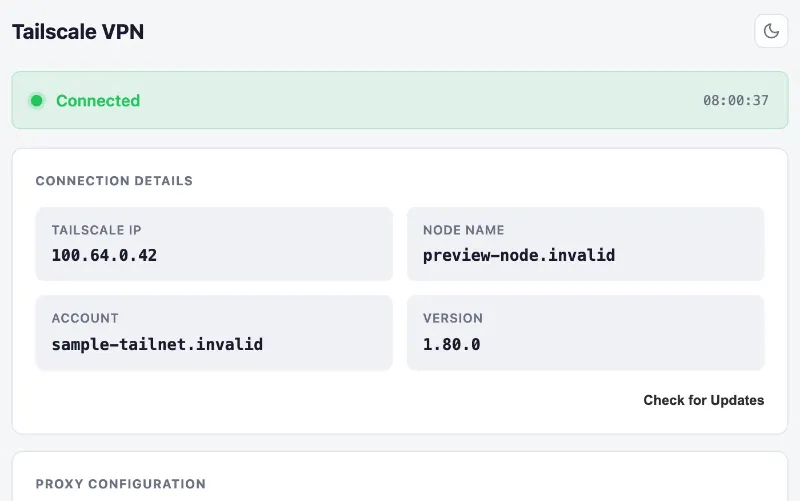 Tailscale VPN
Connected
08:00:37
CONNECTION DETAILS
TAILSCALE IP
100.64.0.42
NODE NAME
preview-node.invalid
ACCOUNT
sample-tailnet.invalid
VERSION
1.80.0
Check for Updates
PROXY CONFIGURATION